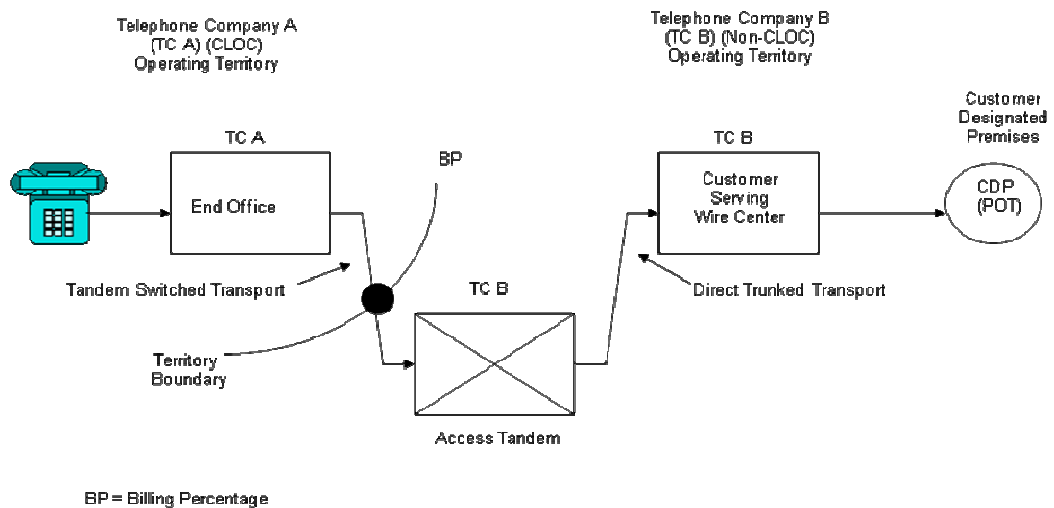 Telephone Company A
(TC A) (CLOC)
Operating Territory
Telephone Company B
(TC B) (Non-CLOC)
Operating Territory
Customer
Designated
Premises
TC A
BP
TC B
End Office
Customer
Serving
Wire Center
CDP
(POT)
Tandem Switched Transport
TC B
Direct Trunked Transport
Territory
Boundary
Access Tandem
BP = Billing Percentage